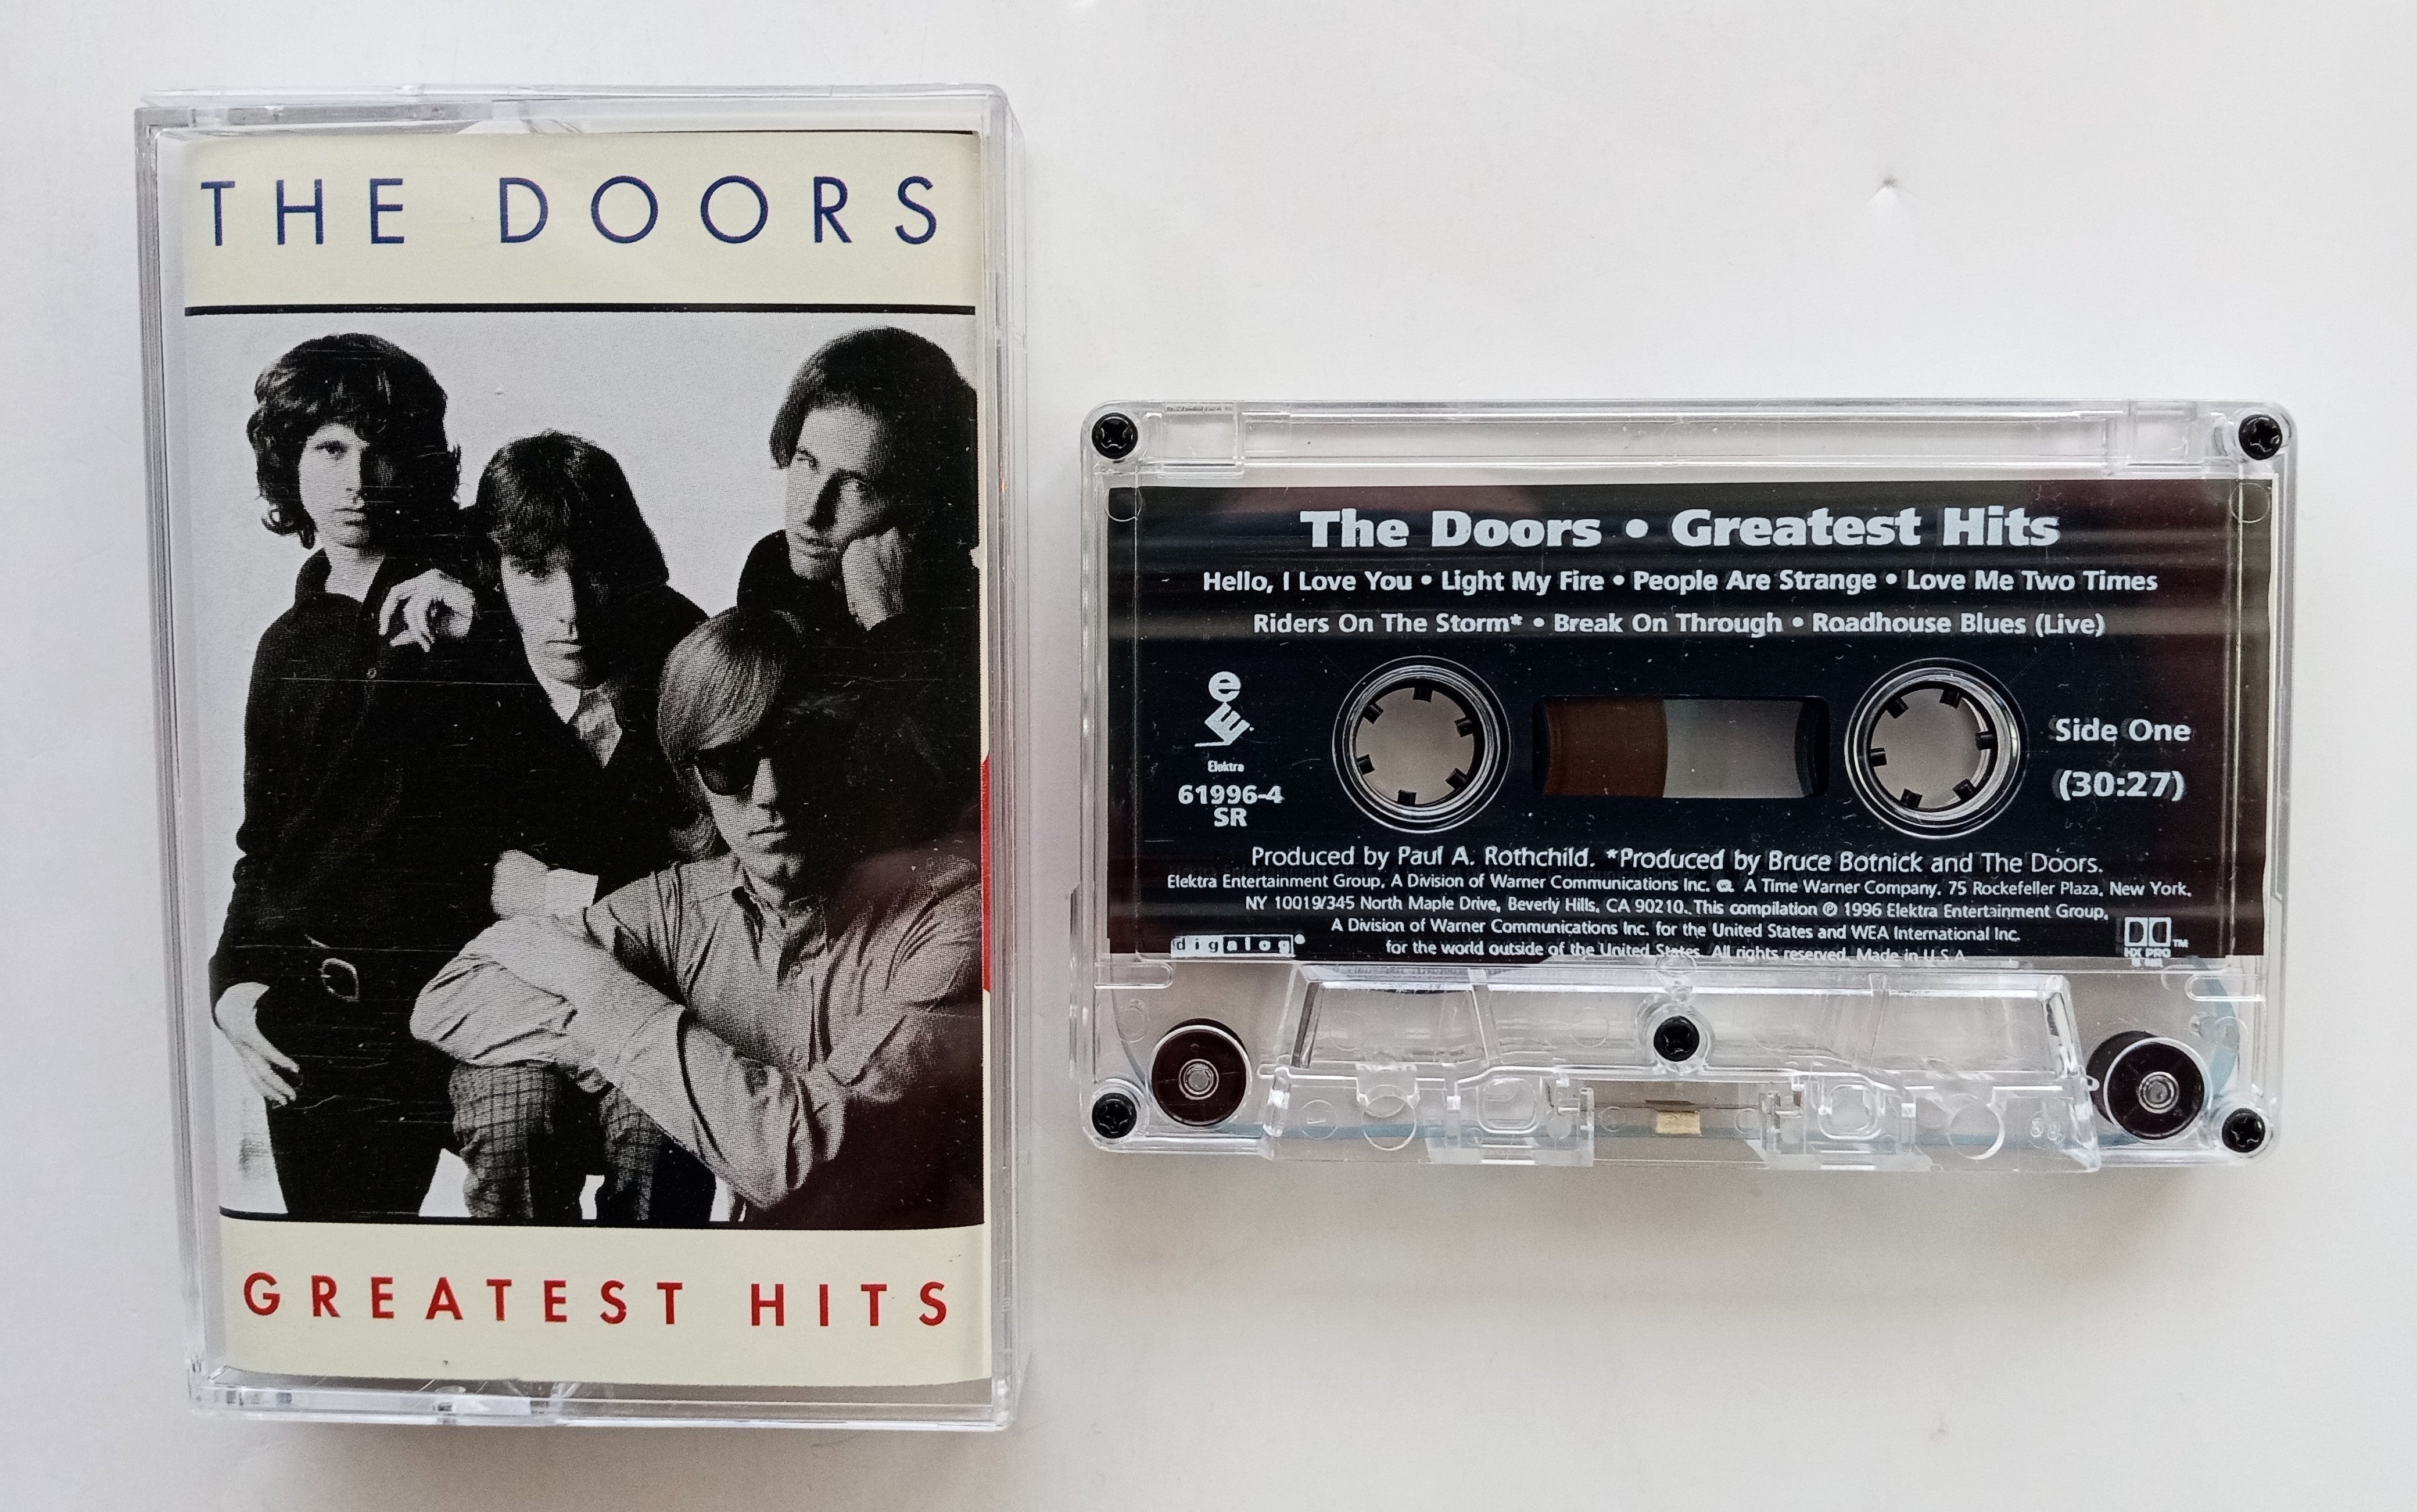 THE DOORS
GREATEST HITS
The Doors • Greatest Hits
Hello, I Love You • Light My Fire • People Are Strange • Love Me Two Times
Riders On The Storm* • Break On Through • Roadhouse Blues (Live)
e
Elektra
61996-4
SR
Side One
(30:27)
Produced by Paul A. Rothchild. *Produced by Bruce Botnick and The Doors.
Elektra Entertainment Group, A Division of Warner Communications Inc. A Time Warner Company. 75 Rockefeller Plaza, New York,
NY 10019/345 North Maple Drive, Beverly Hills, CA 90210. This compilation ℗ 1996 Elektra Entertainment Group,
A Division of Warner Communications Inc. for the United States and WEA International Inc.
for the world outside of the United States. All rights reserved. Made in U.S.A.
digalog®
TM
HX PRO